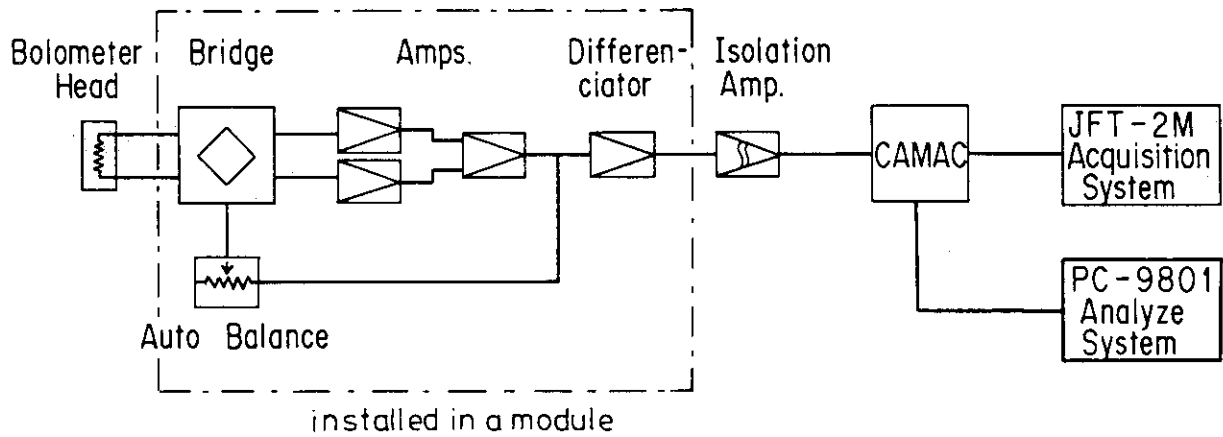 Bolometer
Head
Bridge
Amps.
Differen-
ciator
Isolation
Amp.
CAMAC
JFT-2M
Acquisition
System
PC-9801
Analyze
System
Auto Balance
installed in a module